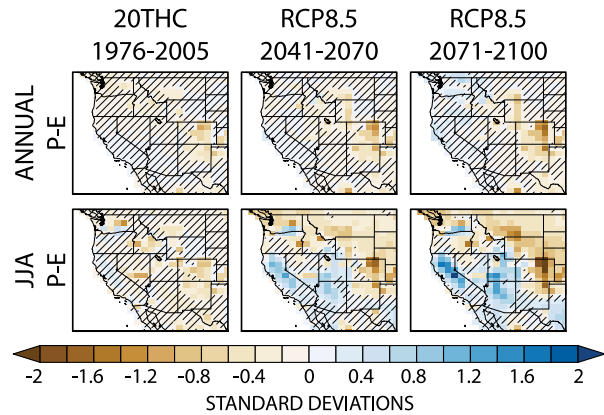 20THC RCP8.5 RCP8.5
1976-2005 2041-2070 2071-2100
ANNUAL
P-E
JJA
P-E
-2 -1.6 -1.2 -0.8 -0.4 0 0.4 0.8 1.2 1.6 2
STANDARD DEVIATIONS